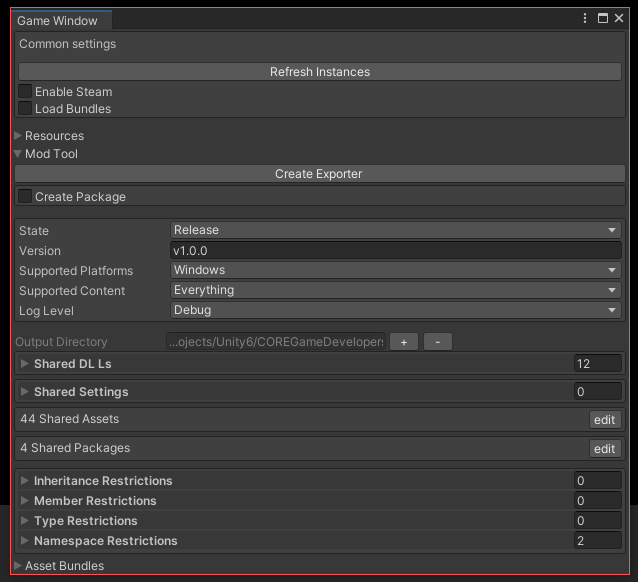 Game Window
Common settings
Refresh Instances
Enable Steam
Load Bundles
Resources
Mod Tool
Create Exporter
Create Package
State Release
Version v1.0.0
Supported Platforms Windows
Supported Content Everything
Log Level Debug
Output Directory ...ojects/Unity6/COREGameDevelopers + -
Shared DL Ls 12
Shared Settings 0
44 Shared Assets edit
4 Shared Packages edit
Inheritance Restrictions 0
Member Restrictions 0
Type Restrictions 0
Namespace Restrictions 2
Asset Bundles